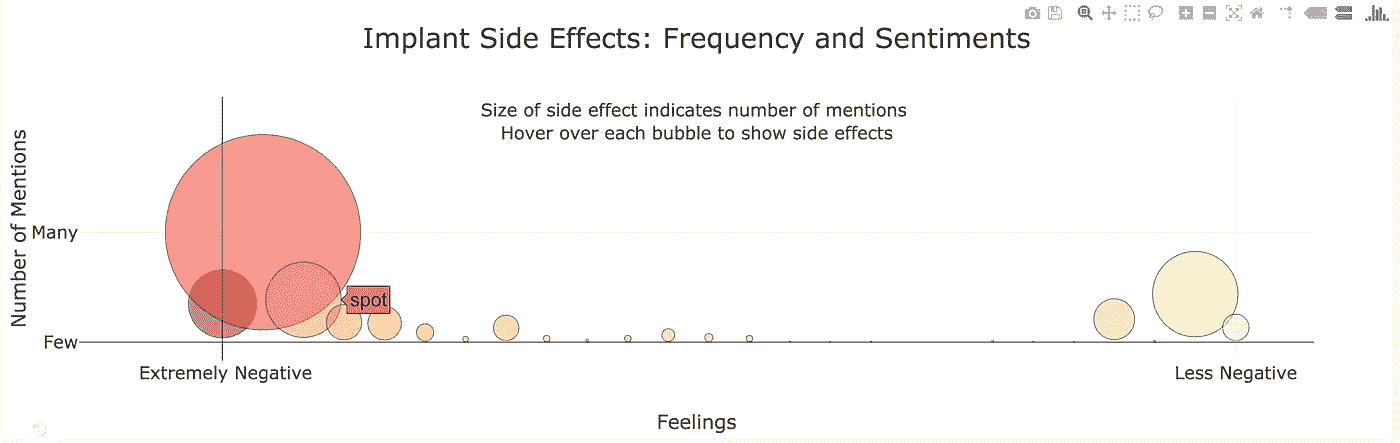 Implant Side Effects: Frequency and Sentiments
Size of side effect indicates number of mentions
Hover over each bubble to show side effects
Number of Mentions
Many
spot
Few
Extremely Negative
Less Negative
Feelings